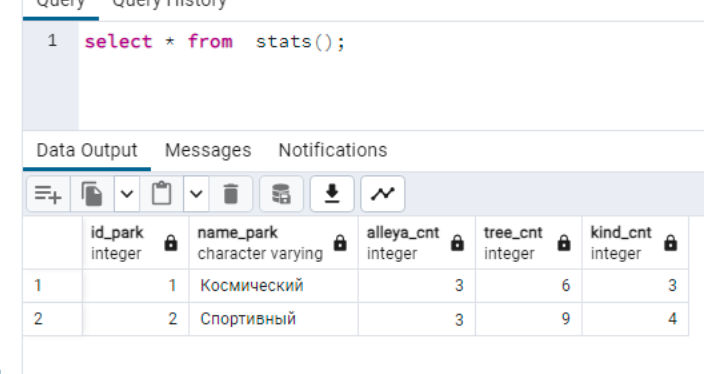 Query Query History
1 select * from stats();
Data Output Messages Notifications
id_park name_park alleya_cnt tree_cnt kind_cnt
integer character varying integer integer integer
1 1 Космический 3 6 3
2 2 Спортивный 3 9 4